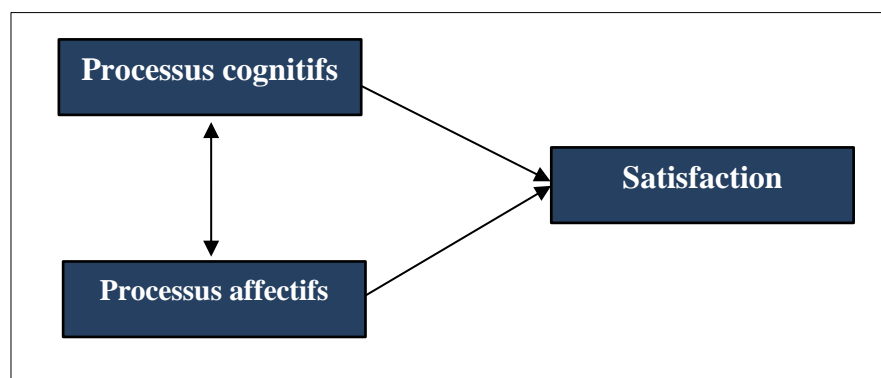 Processus cognitifs
Satisfaction
Processus affectifs